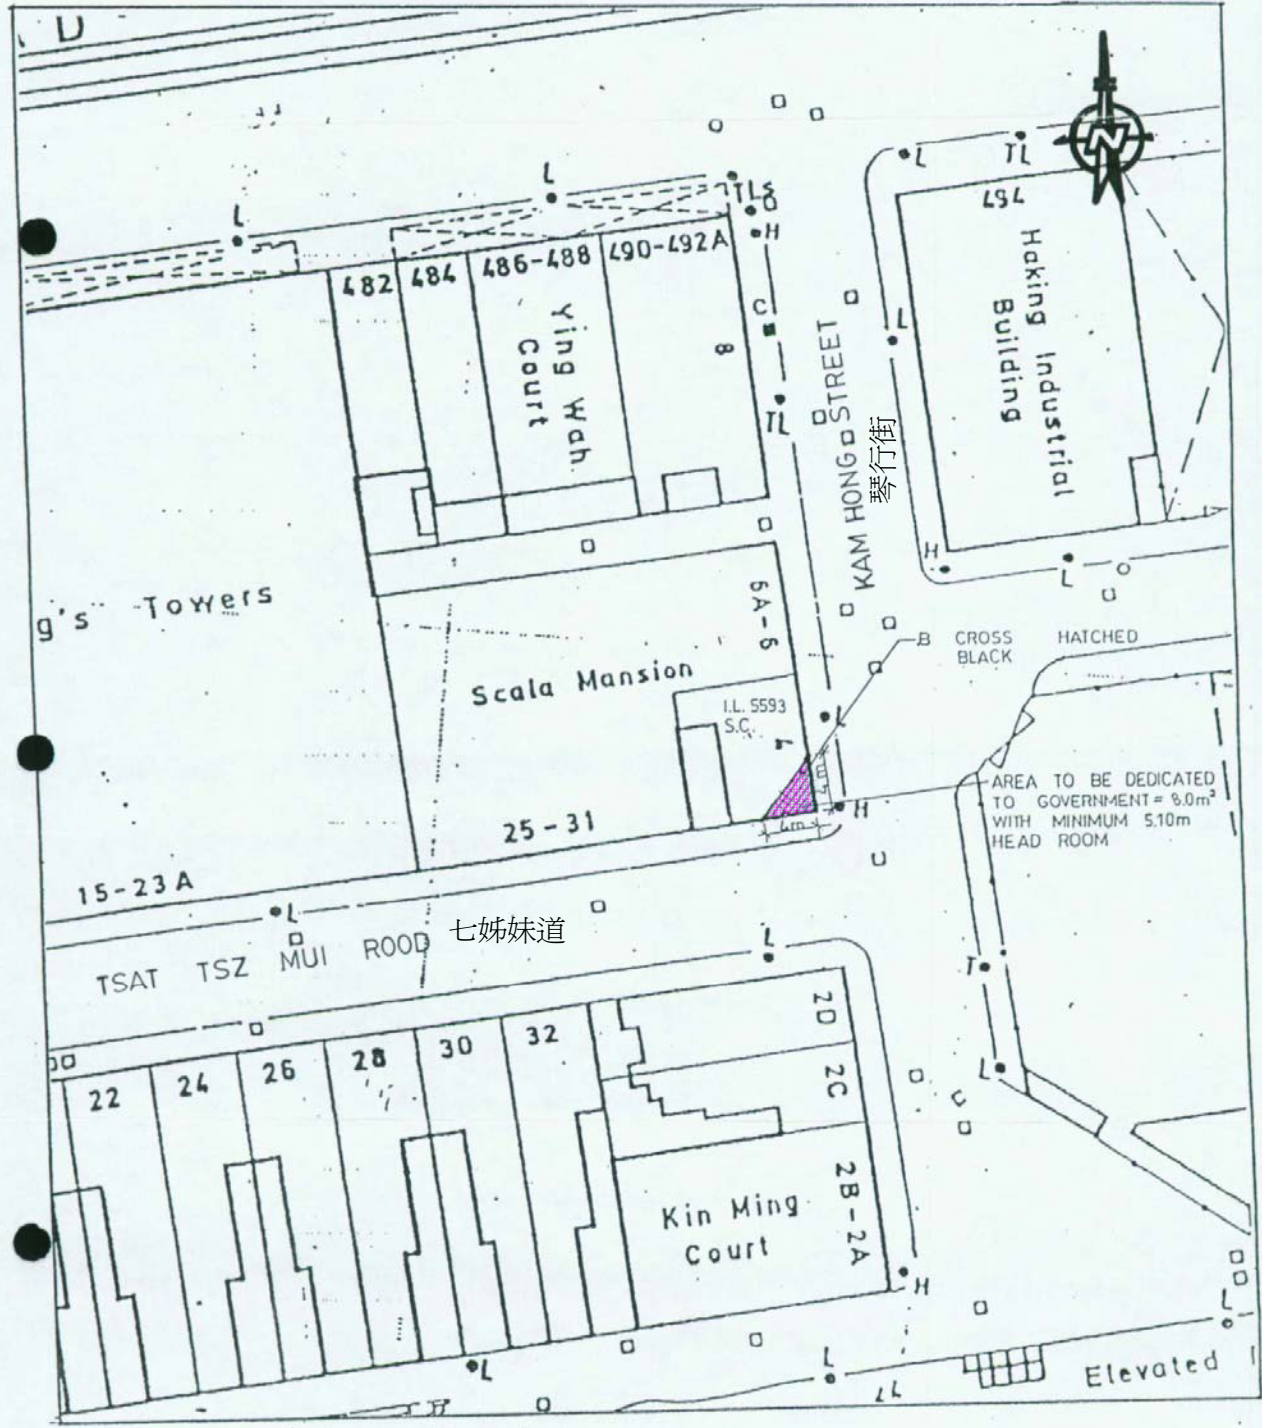 D
L
L
TLs
H
L
TL
N
757
482
484
486-488
490-492A
Ying Wah
Court
8
C
TL
KAM HONG STREET
琴行街
L
Haking Industrial
Building
H
L
g's Towers
Scala Mansion
5A-5
I.L. 5593
S.C.
L
B CROSS HATCHED
BLACK
AREA TO BE DEDICATED
TO GOVERNMENT = 8.0m²
WITH MINIMUM 5.10m
HEAD ROOM
H
4m
25-31
15-23A
L
TSAT TSZ MUI ROOD
七姊妹道
L
T
L
22
24
26
28
30
32
2D
2C
2B-2A
Kin Ming
Court
H
L
L
L
77
Elevated